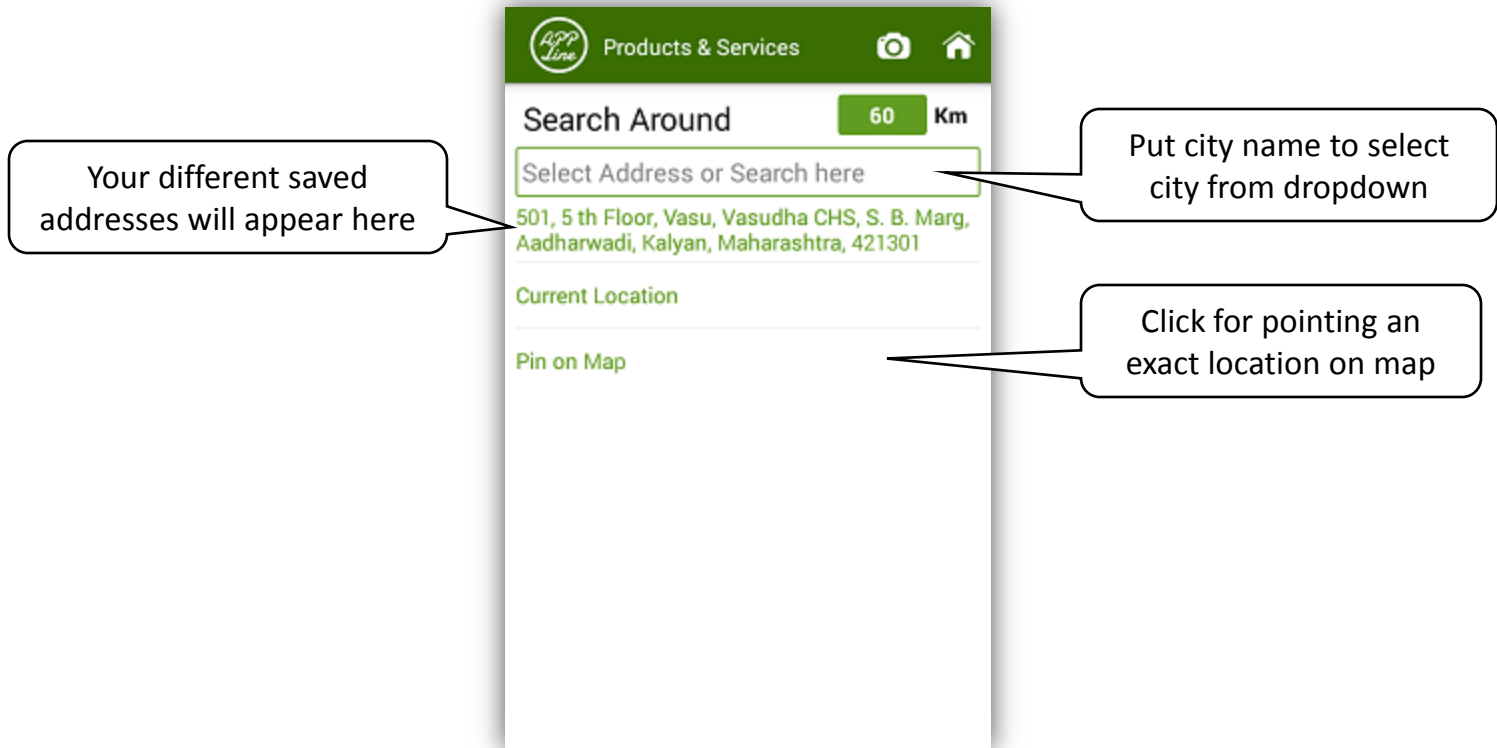 APP
Line
Products & Services
Search Around
60 Km
Select Address or Search here
501, 5 th Floor, Vasu, Vasudha CHS, S. B. Marg,
Aadharwadi, Kalyan, Maharashtra, 421301
Current Location
Pin on Map
Your different saved
addresses will appear here
Put city name to select
city from dropdown
Click for pointing an
exact location on map